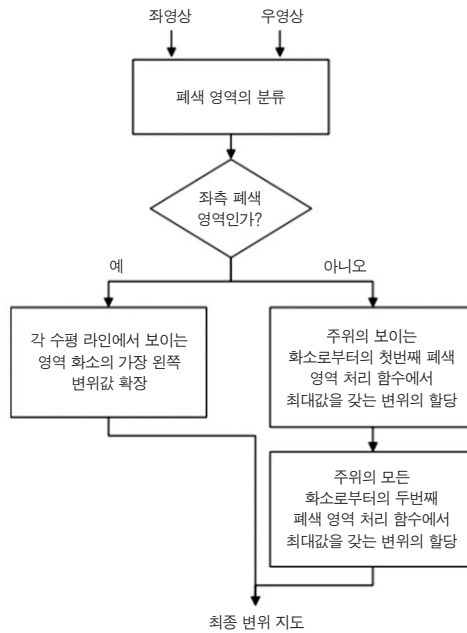 좌영상
우영상
폐색 영역의 분류
좌측 폐색
영역인가?
예
아니오
각 수평 라인에서 보이는
영역 화소의 가장 왼쪽
변위값 확장
주위의 보이는
화소로부터의 첫번째 폐색
영역 처리 함수에서
최대값을 갖는 변위의 할당
주위의 모든
화소로부터의 두번째
폐색 영역 처리 함수에서
최대값을 갖는 변위의 할당
최종 변위 지도